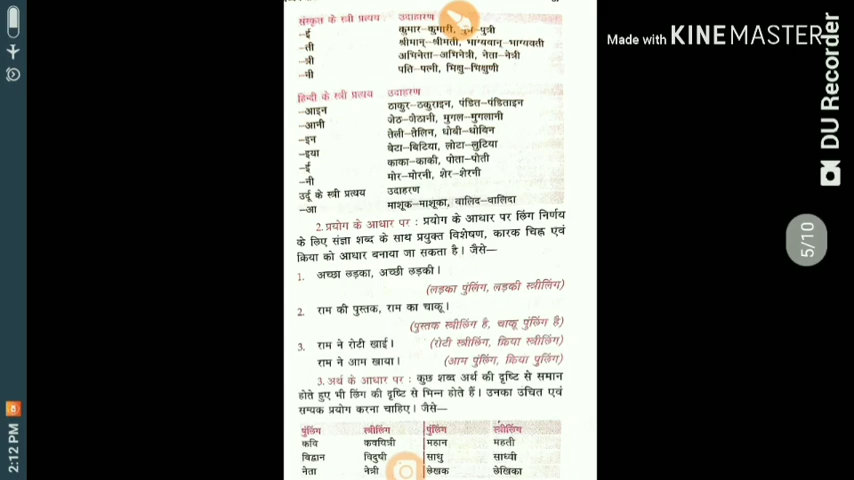 संस्कृत के स्त्री प्रत्यय उदाहरण
–ई कुमार–कुमारी, पुत्र–पुत्री
–ती श्रीमान्–श्रीमती, भाग्यवान्–भाग्यवती
–त्री अभिनेता–अभिनेत्री, नेता–नेत्री
–नी पति–पत्नी, भिक्षु–भिक्षुणी
हिन्दी के स्त्री प्रत्यय उदाहरण
–आइन ठाकुर–ठकुराइन, पंडित–पंडिताइन
–आनी जेठ–जेठानी, मुगल–मुगलानी
–इन तेली–तेलिन, धोबी–धोबिन
–इया बेटा–बिटिया, लोटा–लुटिया
–ई काका–काकी, पोता–पोती
–नी मोर–मोरनी, शेर–शेरनी
उर्दू के स्त्री प्रत्यय उदाहरण
–आ माशूक–माशूका, वालिद–वालिदा
2. प्रयोग के आधार पर : प्रयोग के आधार पर लिंग निर्णय
के लिए संज्ञा शब्द के साथ प्रयुक्त विशेषण, कारक चिह्न एवं
क्रिया को आधार बनाया जा सकता है। जैसे—
1. अच्छा लड़का, अच्छी लड़की।
(लड़का पुंलिंग, लड़की स्त्रीलिंग)
2. राम की पुस्तक, राम का चाकू।
(पुस्तक स्त्रीलिंग है, चाकू पुंलिंग है)
3. राम ने रोटी खाई। (रोटी स्त्रीलिंग, क्रिया स्त्रीलिंग)
राम ने आम खाया। (आम पुंलिंग, क्रिया पुलिंग)
3. अर्थ के आधार पर : कुछ शब्द अर्थ की दृष्टि से समान
होते हुए भी लिंग की दृष्टि से भिन्न होते हैं। उनका उचित एवं
सम्यक प्रयोग करना चाहिए। जैसे—
पुंलिंग स्त्रीलिंग पुंलिंग स्त्रीलिंग
कवि कवयित्री महान महती
विद्वान विदुषी साधु साध्वी
नेता नेत्री लेखक लेखिका
Made with KINEMASTER
DU Recorder
5/10
2:12 PM